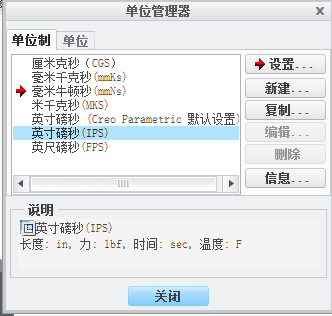 单位管理器
单位制 单位
厘米克秒 (CGS)
毫米千克秒(mmKs)
毫米牛顿秒(mmNs)
米千克秒(MKS)
英寸磅秒 (Creo Parametric 默认设置)
英寸磅秒(IPS)
英尺磅秒(FPS)
设置...
新建...
复制...
编辑...
删除
信息...
说明
英寸磅秒(IPS)
长度: in, 力: lbf, 时间: sec, 温度: F
关闭